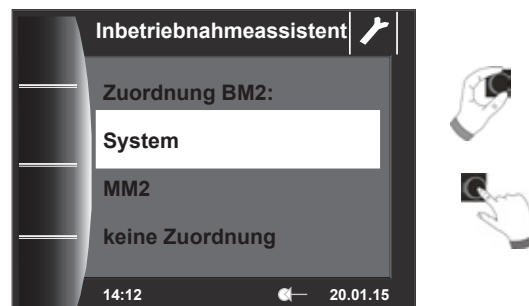 Inbetriebnahmeassistent
Zuordnung BM2:
System
MM2
keine Zuordnung
14:12 20.01.15